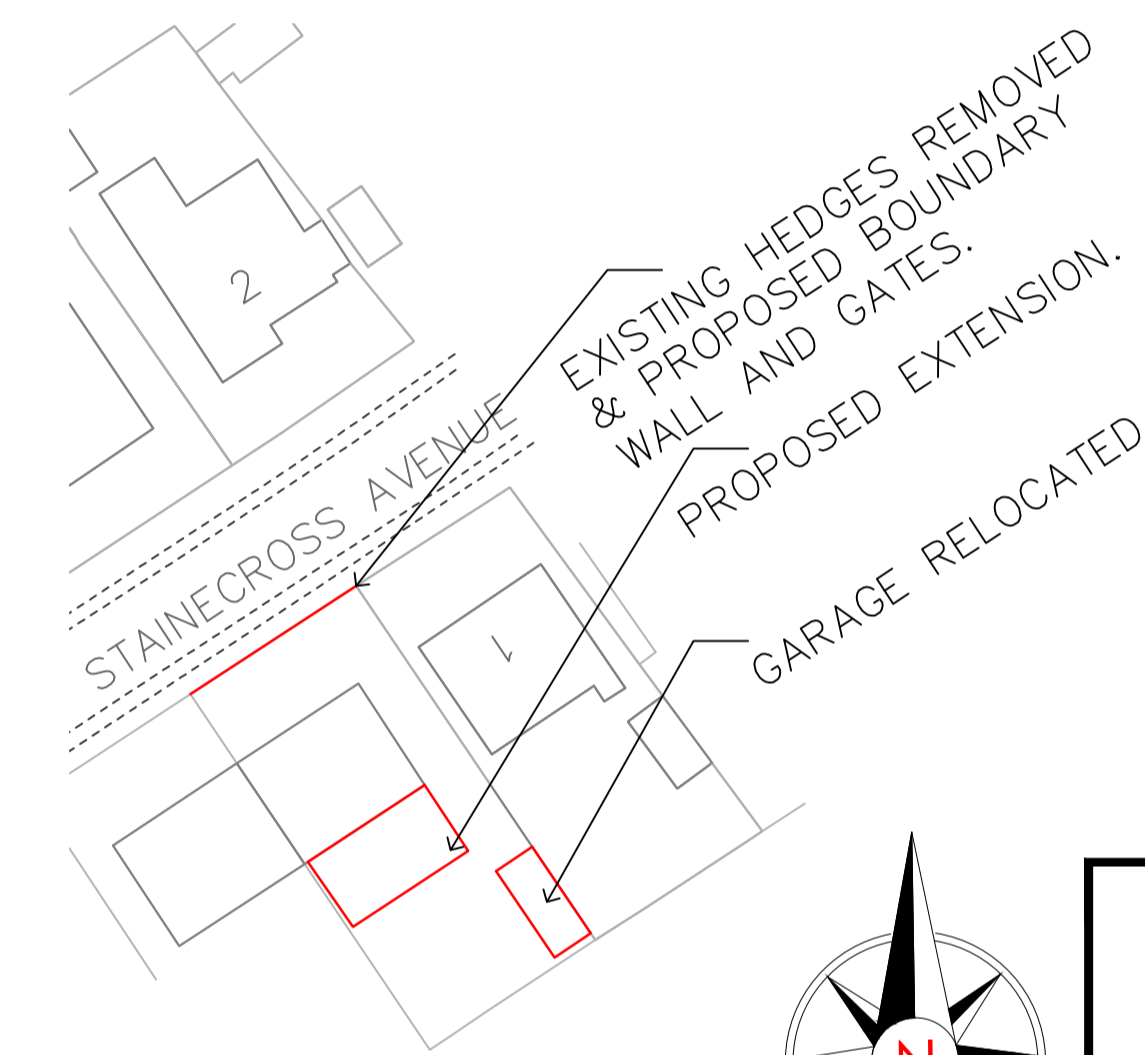 2
EXISTING HEDGES REMOVED
& PROPOSED BOUNDARY
WALL AND GATES.
PROPOSED EXTENSION.
STAINECROSS AVENUE
1
GARAGE RELOCATED
N